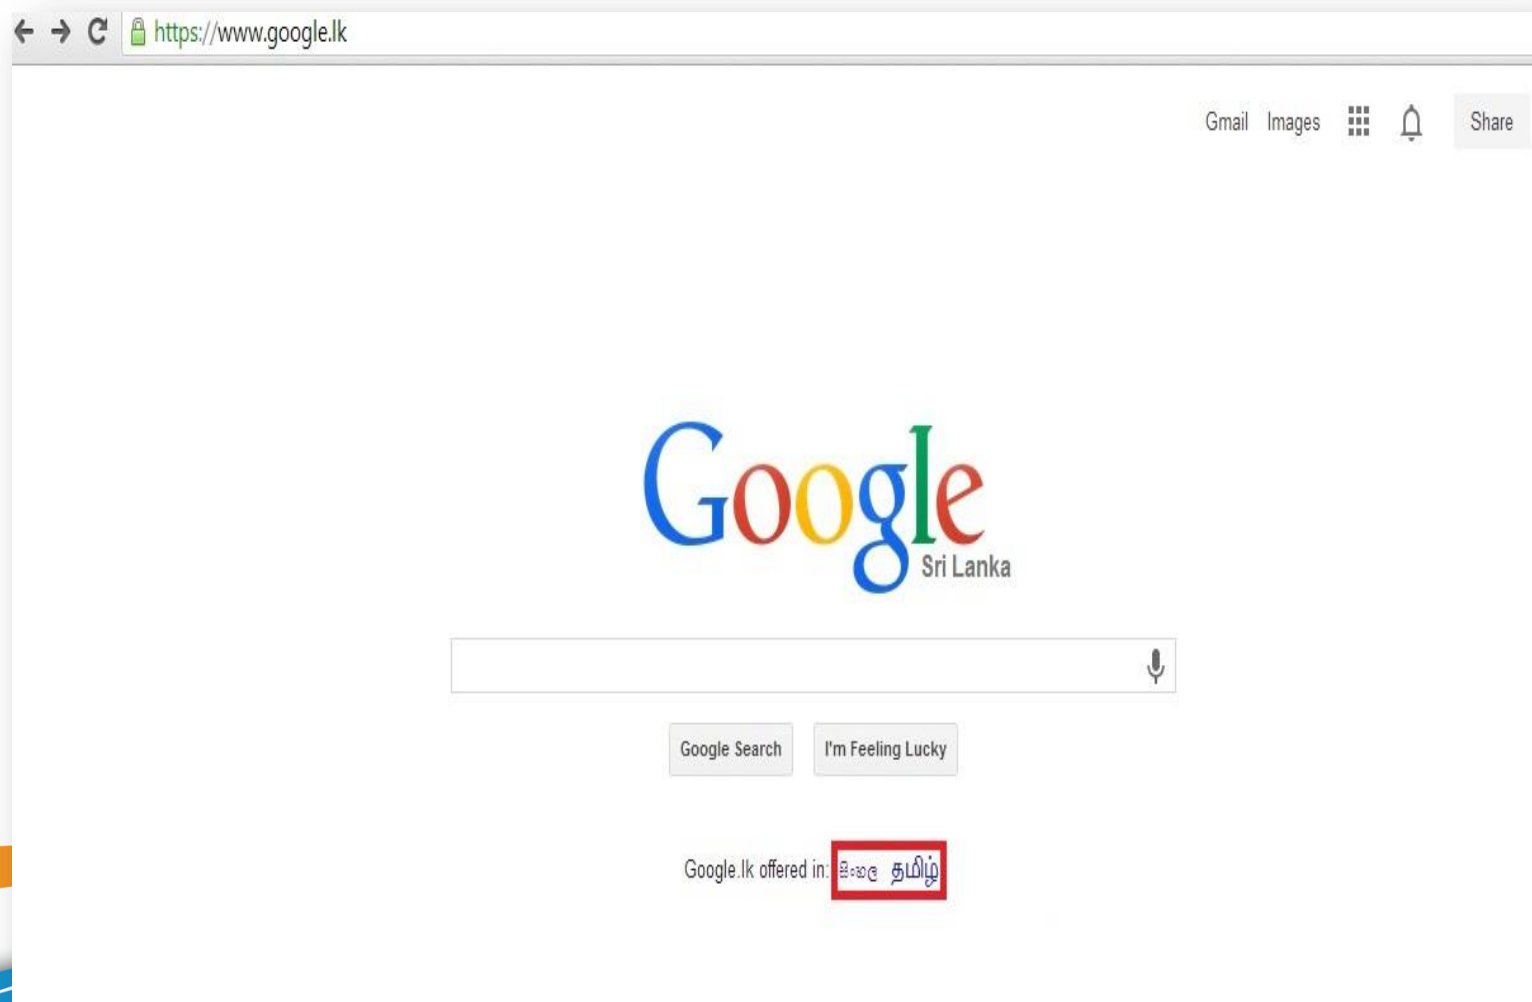 https://www.google.lk
Gmail Images Share
Google
Sri Lanka
Google Search I'm Feeling Lucky
Google.lk offered in: සිංහල தமிழ்